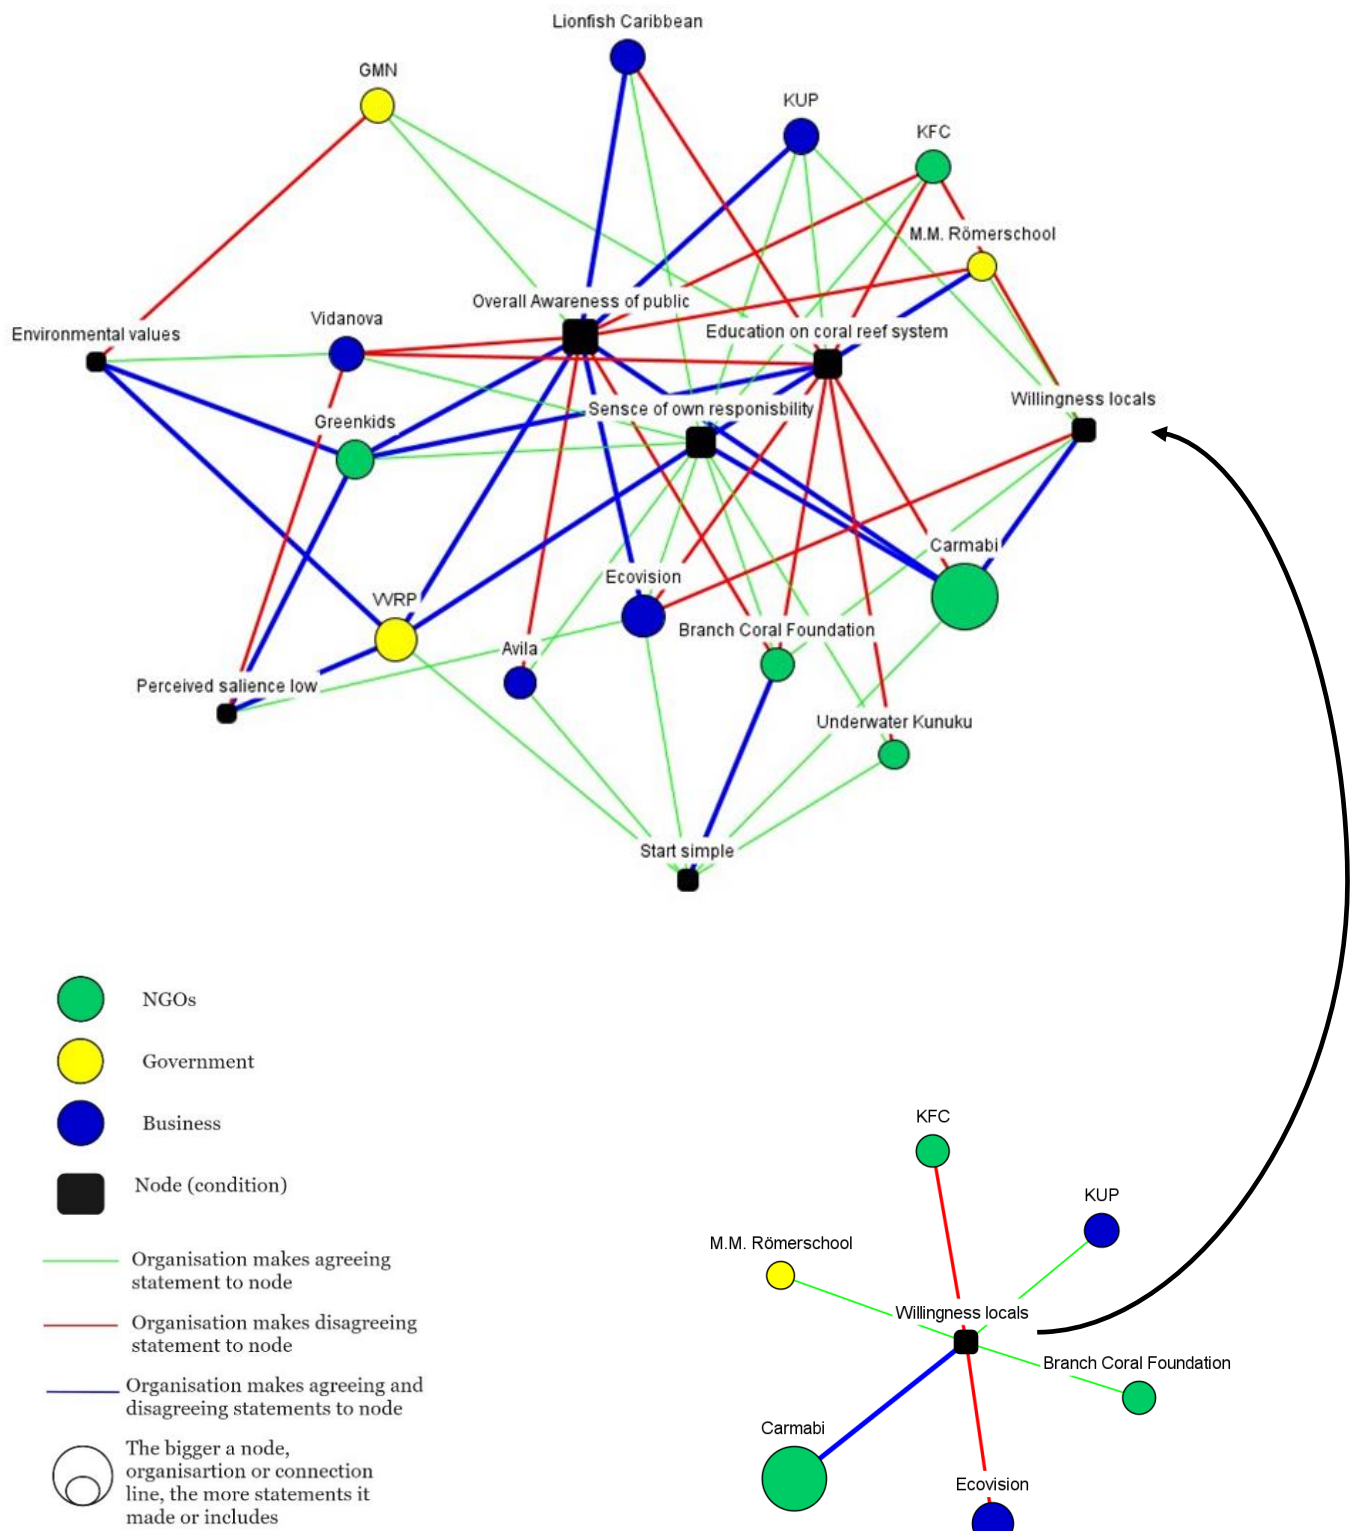 Lionfish Caribbean
GMN
KUP
KFC
M.M. Römerschool
Overall Awareness of public
Vidanova
Education on coral reef system
Environmental values
Willingness locals
Sensce of own responisbility
Greenkids
Carmabi
Ecovision
VVRP
Branch Coral Foundation
Avila
Perceived salience low
Underwater Kunuku
Start simple
NGOs
Government
Business
Node (condition)
Organisation makes agreeing
statement to node
Organisation makes disagreeing
statement to node
Organisation makes agreeing and
disagreeing statements to node
The bigger a node,
organisartion or connection
line, the more statements it
made or includes
KFC
KUP
M.M. Römerschool
Willingness locals
Branch Coral Foundation
Carmabi
Ecovision